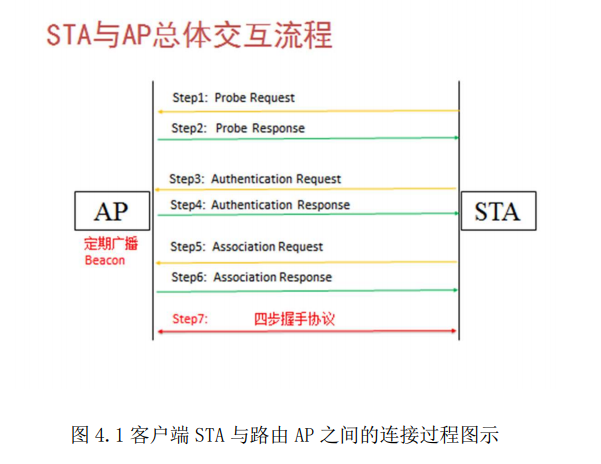 STA与AP总体交互流程
Step1: Probe Request
Step2: Probe Response
Step3: Authentication Request
Step4: Authentication Response
AP
STA
定期广播
Beacon
Step5: Association Request
Step6: Association Response
Step7: 四步握手协议
图 4.1 客户端 STA 与路由 AP 之间的连接过程图示